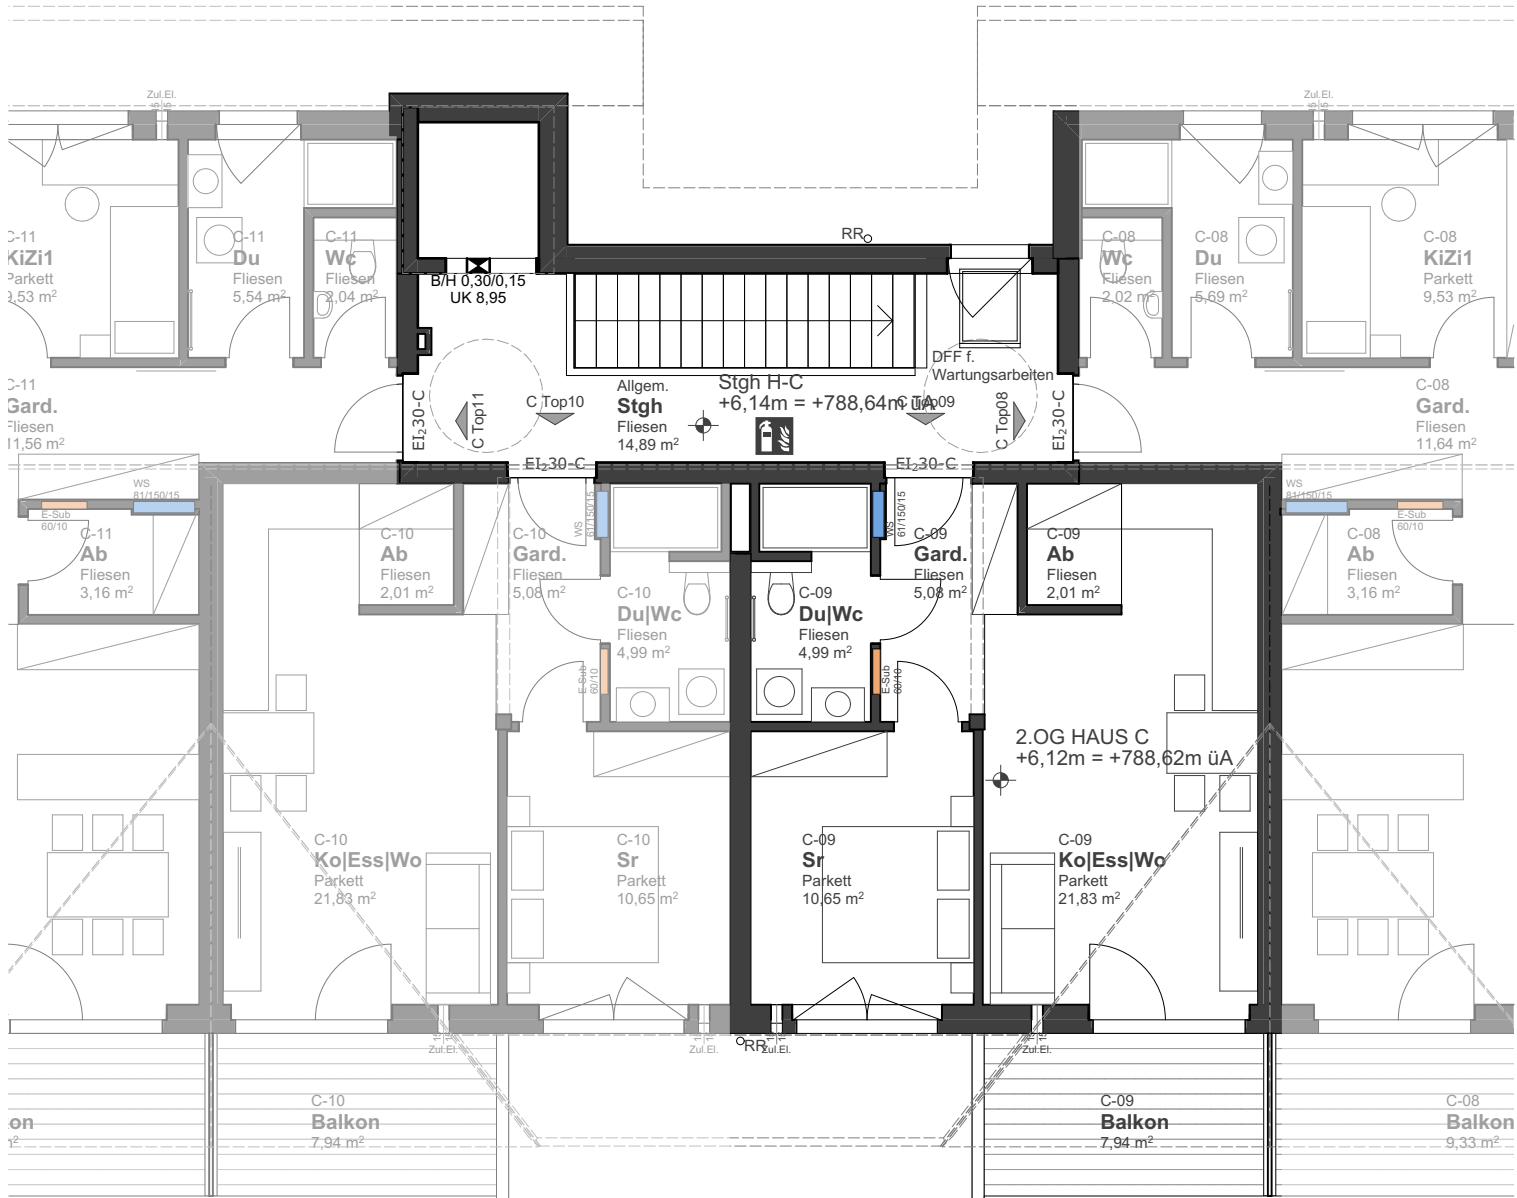 Zul.El.
15
15
Zul.El.
15
15
RR
C-11
KiZi1
Parkett
9,53 m²
C-11
Du
Fliesen
5,54 m²
C-11
Wc
Fliesen
2,04 m²
B/H 0,30/0,15
UK 8,95
C-08
Wc
Fliesen
2,02 m²
C-08
Du
Fliesen
5,69 m²
C-08
KiZi1
Parkett
9,53 m²
DFF f.
Wartungsarbeiten
C-11
Gard.
Fliesen
11,56 m²
EI₂30-C
C Top11
C Top10
Allgem.
Stgh
Fliesen
14,89 m²
Stgh H-C
+6,14m = +788,64m üA
C Top09
C Top08
EI₂30-C
C-08
Gard.
Fliesen
11,64 m²
EI₂30-C
EI₂30-C
WS
81/150/15
E-Sub
60/10
C-11
Ab
Fliesen
3,16 m²
C-10
Ab
Fliesen
2,01 m²
C-10
Gard.
Fliesen
5,08 m²
WS
61/150/15
C-10
Du|Wc
Fliesen
4,99 m²
E-Sub
60/10
C-09
Du|Wc
Fliesen
4,99 m²
WS
61/150/15
E-Sub
60/10
C-09
Gard.
Fliesen
5,08 m²
C-09
Ab
Fliesen
2,01 m²
WS
81/150/15
E-Sub
60/10
C-08
Ab
Fliesen
3,16 m²
2.OG HAUS C
+6,12m = +788,62m üA
C-10
Ko|Ess|Wo
Parkett
21,83 m²
C-10
Sr
Parkett
10,65 m²
C-09
Sr
Parkett
10,65 m²
C-09
Ko|Ess|Wo
Parkett
21,83 m²
Zul.El.
Zul.El.
RR
Zul.El.
Zul.El.
on
m²
C-10
Balkon
7,94 m²
C-09
Balkon
7,94 m²
C-08
Balkon
9,33 m²